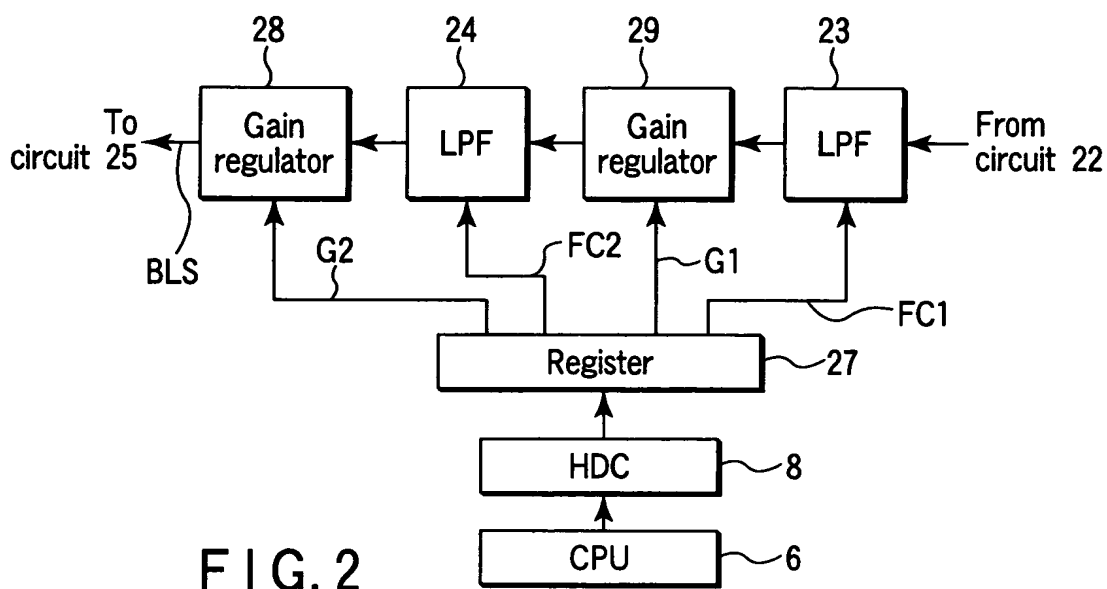 28
24
29
23
To
circuit 25
Gain
regulator
LPF
Gain
regulator
LPF
From
circuit 22
BLS
G2
FC2
G1
FC1
Register
27
HDC
8
CPU
6
FIG. 2